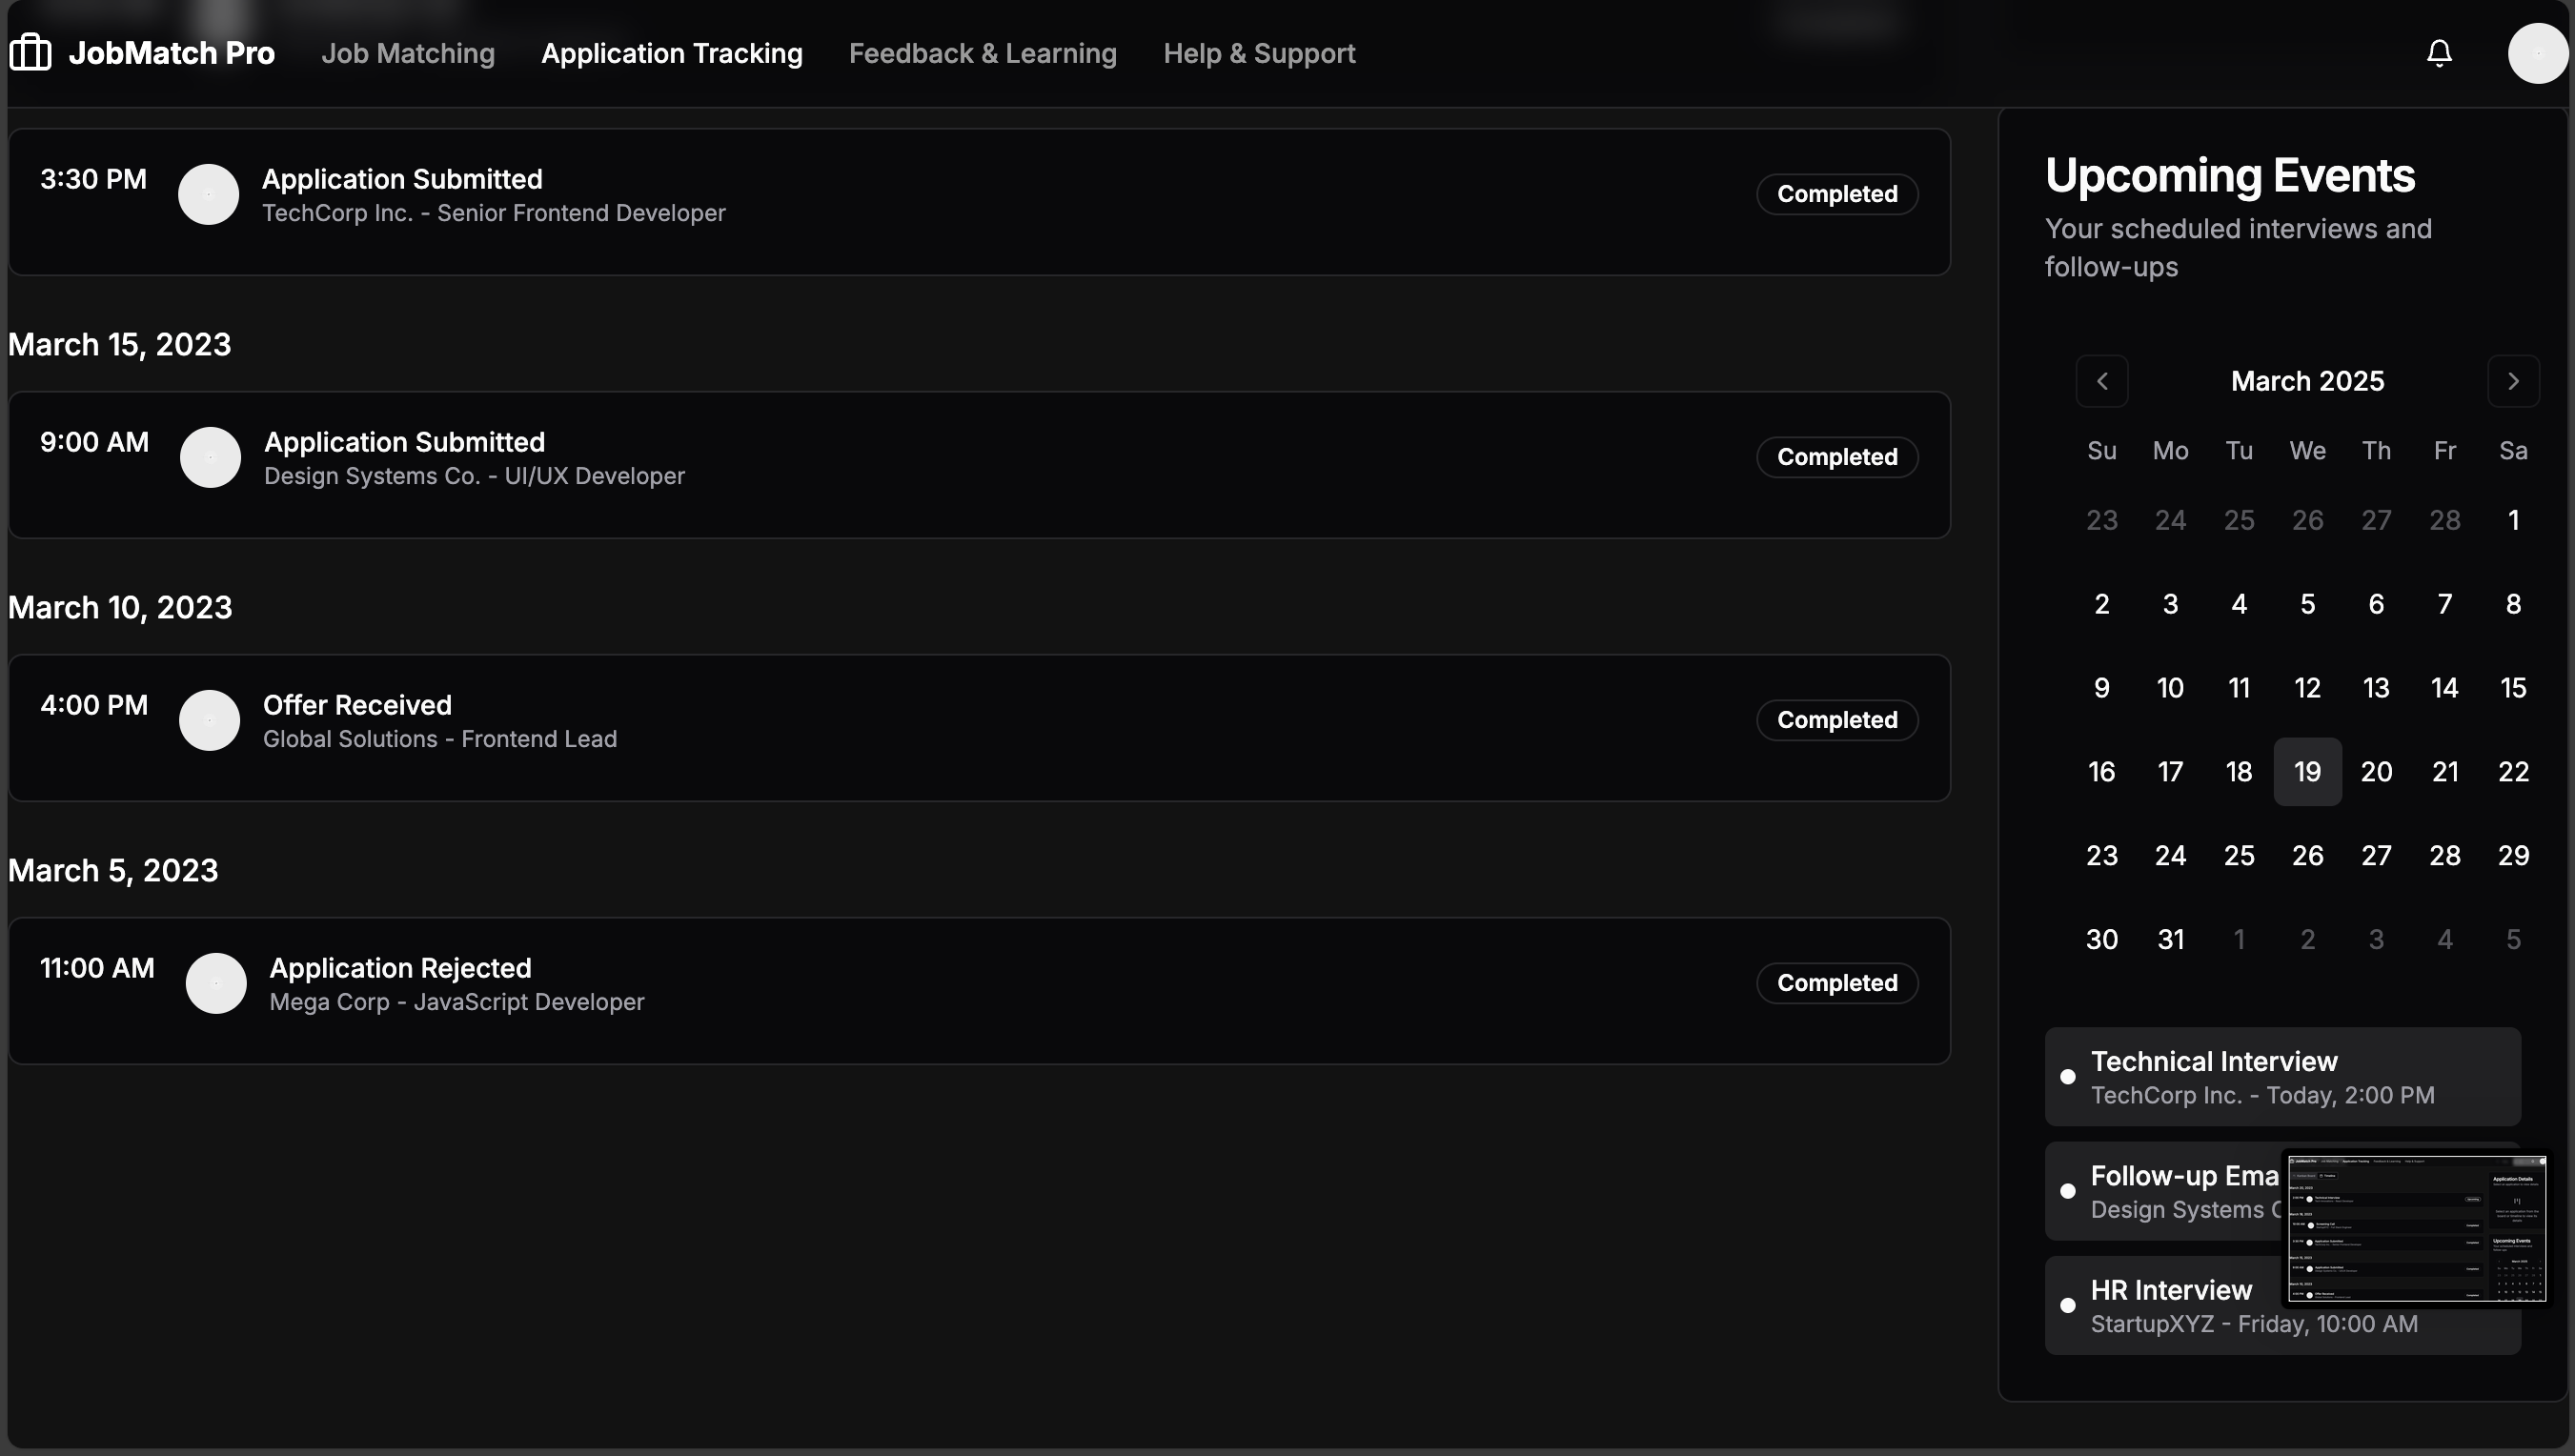 JobMatch Pro
Job Matching
Application Tracking
Feedback & Learning
Help & Support
3:30 PM
Application Submitted
TechCorp Inc. - Senior Frontend Developer
Completed
March 15, 2023
9:00 AM
Application Submitted
Design Systems Co. - UI/UX Developer
Completed
March 10, 2023
4:00 PM
Offer Received
Global Solutions - Frontend Lead
Completed
March 5, 2023
11:00 AM
Application Rejected
Mega Corp - JavaScript Developer
Completed
Upcoming Events
Your scheduled interviews and
follow-ups
March 2025
Su Mo Tu We Th Fr Sa
23 24 25 26 27 28 1
2 3 4 5 6 7 8
9 10 11 12 13 14 15
16 17 18 19 20 21 22
23 24 25 26 27 28 29
30 31 1 2 3 4 5
Technical Interview
TechCorp Inc. - Today, 2:00 PM
Follow-up Ema
Design Systems
HR Interview
StartupXYZ - Friday, 10:00 AM
Application Details
Upcoming Events